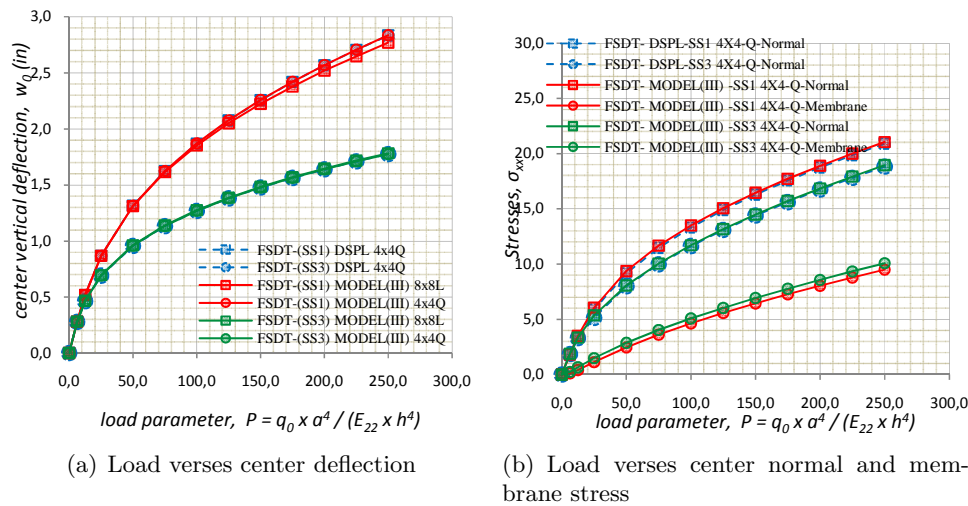 3,0
2,5
2,0
1,5
1,0
0,5
0,0
center vertical deflection, w₀(in)
FSDT-(SS1) DSPL 4x4Q
FSDT-(SS3) DSPL 4x4Q
FSDT-(SS1) MODEL(III) 8x8L
FSDT-(SS1) MODEL(III) 4x4Q
FSDT-(SS3) MODEL(III) 8x8L
FSDT-(SS3) MODEL(III) 4x4Q
0,0 50,0 100,0 150,0 200,0 250,0 300,0
load parameter, P = q₀ x a⁴ / (E₂₂ x h⁴)
(a) Load verses center deflection
30,0
25,0
20,0
15,0
10,0
5,0
0,0
Stresses, σₓₓ
FSDT- DSPL-SS1 4X4-Q-Normal
FSDT- DSPL-SS3 4X4-Q-Normal
FSDT- MODEL(III) -SS1 4X4-Q-Normal
FSDT- MODEL(III) -SS1 4X4-Q-Membrane
FSDT- MODEL(III) -SS3 4X4-Q-Normal
FSDT- MODEL(III) -SS3 4X4-Q-Membrane
0,0 50,0 100,0 150,0 200,0 250,0 300,0
load parameter, P = q₀ x a⁴ / (E₂₂ x h⁴)
(b) Load verses center normal and mem-
brane stress